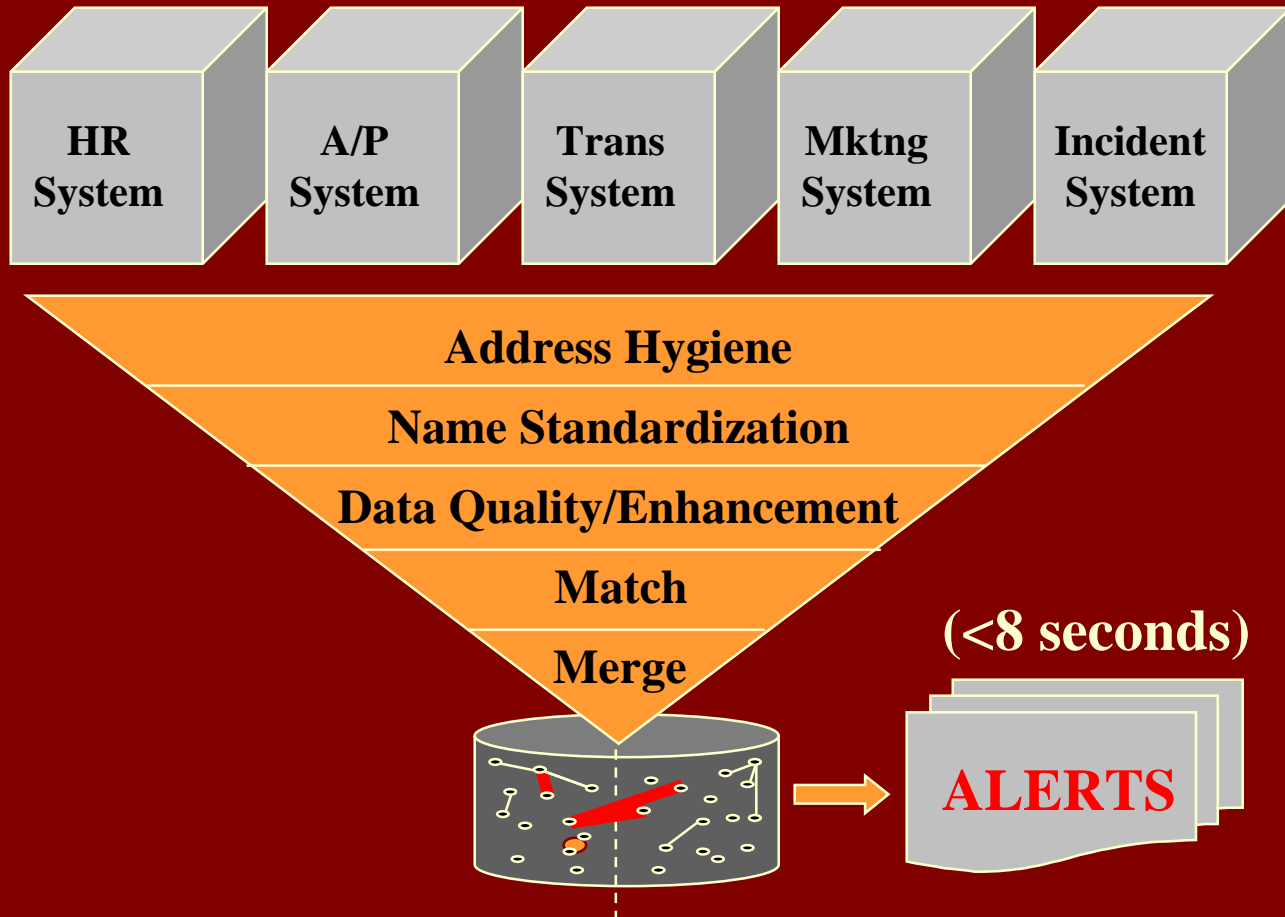 HR
System
A/P
System
Trans
System
Mktng
System
Incident
System
Address Hygiene
Name Standardization
Data Quality/Enhancement
Match
Merge
(<8 seconds)
ALERTS